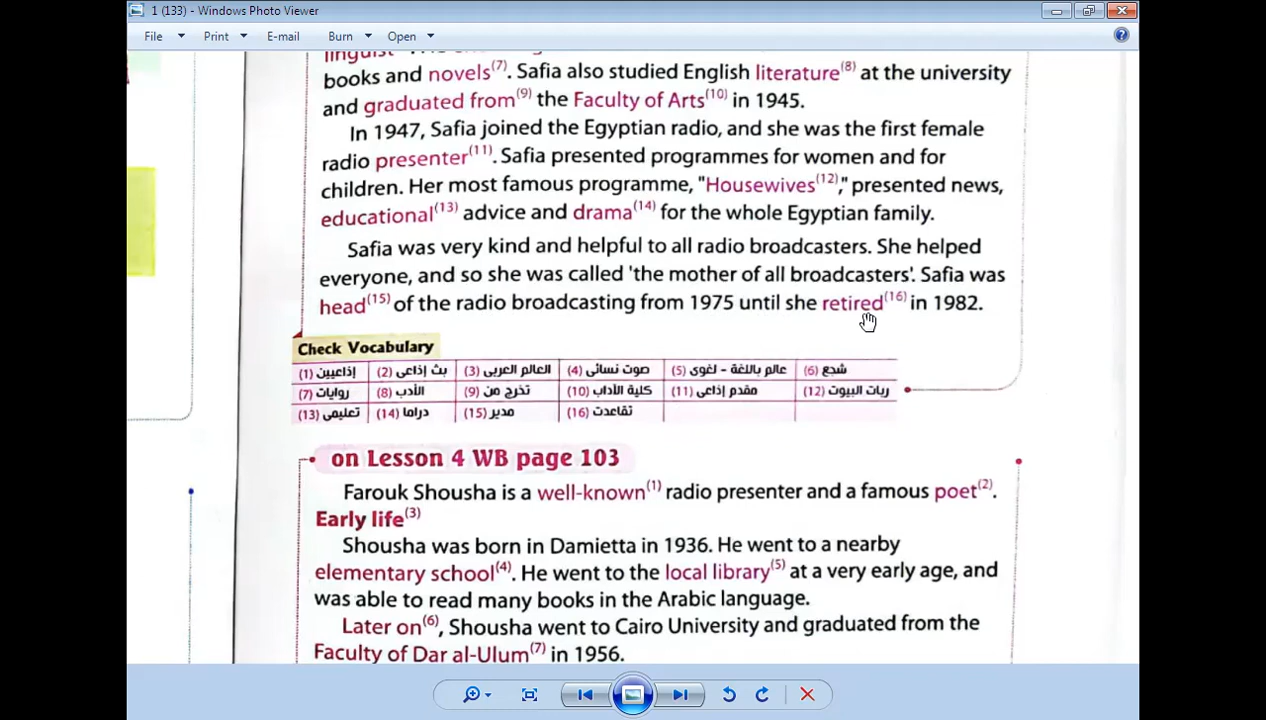 1 (133) - Windows Photo Viewer
File Print E-mail Burn Open
linguist
books and novels(7). Safia also studied English literature(8) at the university
and graduated from(9) the Faculty of Arts(10) in 1945.
In 1947, Safia joined the Egyptian radio, and she was the first female
radio presenter(11). Safia presented programmes for women and for
children. Her most famous programme, "Housewives(12)," presented news,
educational(13) advice and drama(14) for the whole Egyptian family.
Safia was very kind and helpful to all radio broadcasters. She helped
everyone, and so she was called 'the mother of all broadcasters'. Safia was
head(15) of the radio broadcasting from 1975 until she retired(16) in 1982.
Check Vocabulary
(1) إذاعيين (2) بث إذاعى (3) العالم العربى (4) صوت نسائى (5) عالم باللغة - لغوى (6) شجع
(7) روايات (8) الأدب (9) تخرج من (10) كلية الآداب (11) مقدم إذاعى (12) ربات البيوت
(13) تعليمى (14) دراما (15) مدير (16) تقاعدت
on Lesson 4 WB page 103
Farouk Shousha is a well-known(1) radio presenter and a famous poet(2).
Early life(3)
Shousha was born in Damietta in 1936. He went to a nearby
elementary school(4). He went to the local library(5) at a very early age, and
was able to read many books in the Arabic language.
Later on(6), Shousha went to Cairo University and graduated from the
Faculty of Dar al-Ulum(7) in 1956.